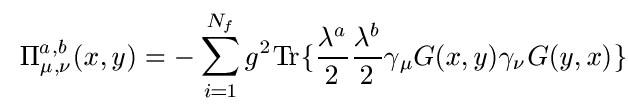 $$\Pi^{a,b}_{\mu,\nu}(x,y) = -\sum_{i=1}^{N_f} g^2 \mathrm{Tr}\{\frac{\lambda^a}{2}\frac{\lambda^b}{2}\gamma_\mu G(x,y)\gamma_\nu G(y,x)\}$$